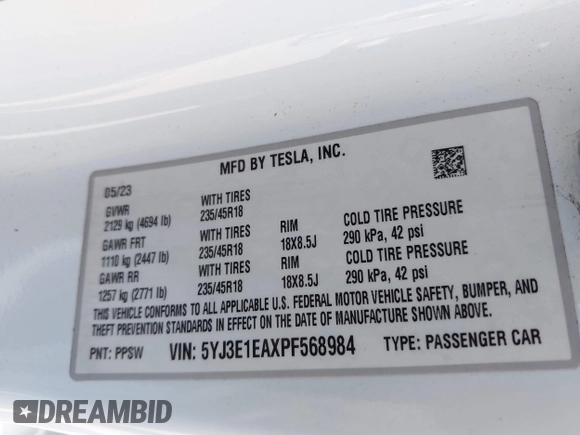 MFD BY TESLA, INC.
05/23
GVWR
2129 kg (4694 lb)
WITH TIRES
235/45R18
GAWR FRT
1110 kg (2447 lb)
WITH TIRES
235/45R18
RIM
18X8.5J
COLD TIRE PRESSURE
290 kPa, 42 psi
GAWR RR
1257 kg (2771 lb)
WITH TIRES
235/45R18
RIM
18X8.5J
COLD TIRE PRESSURE
290 kPa, 42 psi
THIS VEHICLE CONFORMS TO ALL APPLICABLE U.S. FEDERAL MOTOR VEHICLE SAFETY, BUMPER, AND
THEFT PREVENTION STANDARDS IN EFFECT ON THE DATE OF MANUFACTURE SHOWN ABOVE.
PNT: PPSW VIN: 5YJ3E1EAXPF568984 TYPE: PASSENGER CAR
DREAMBID